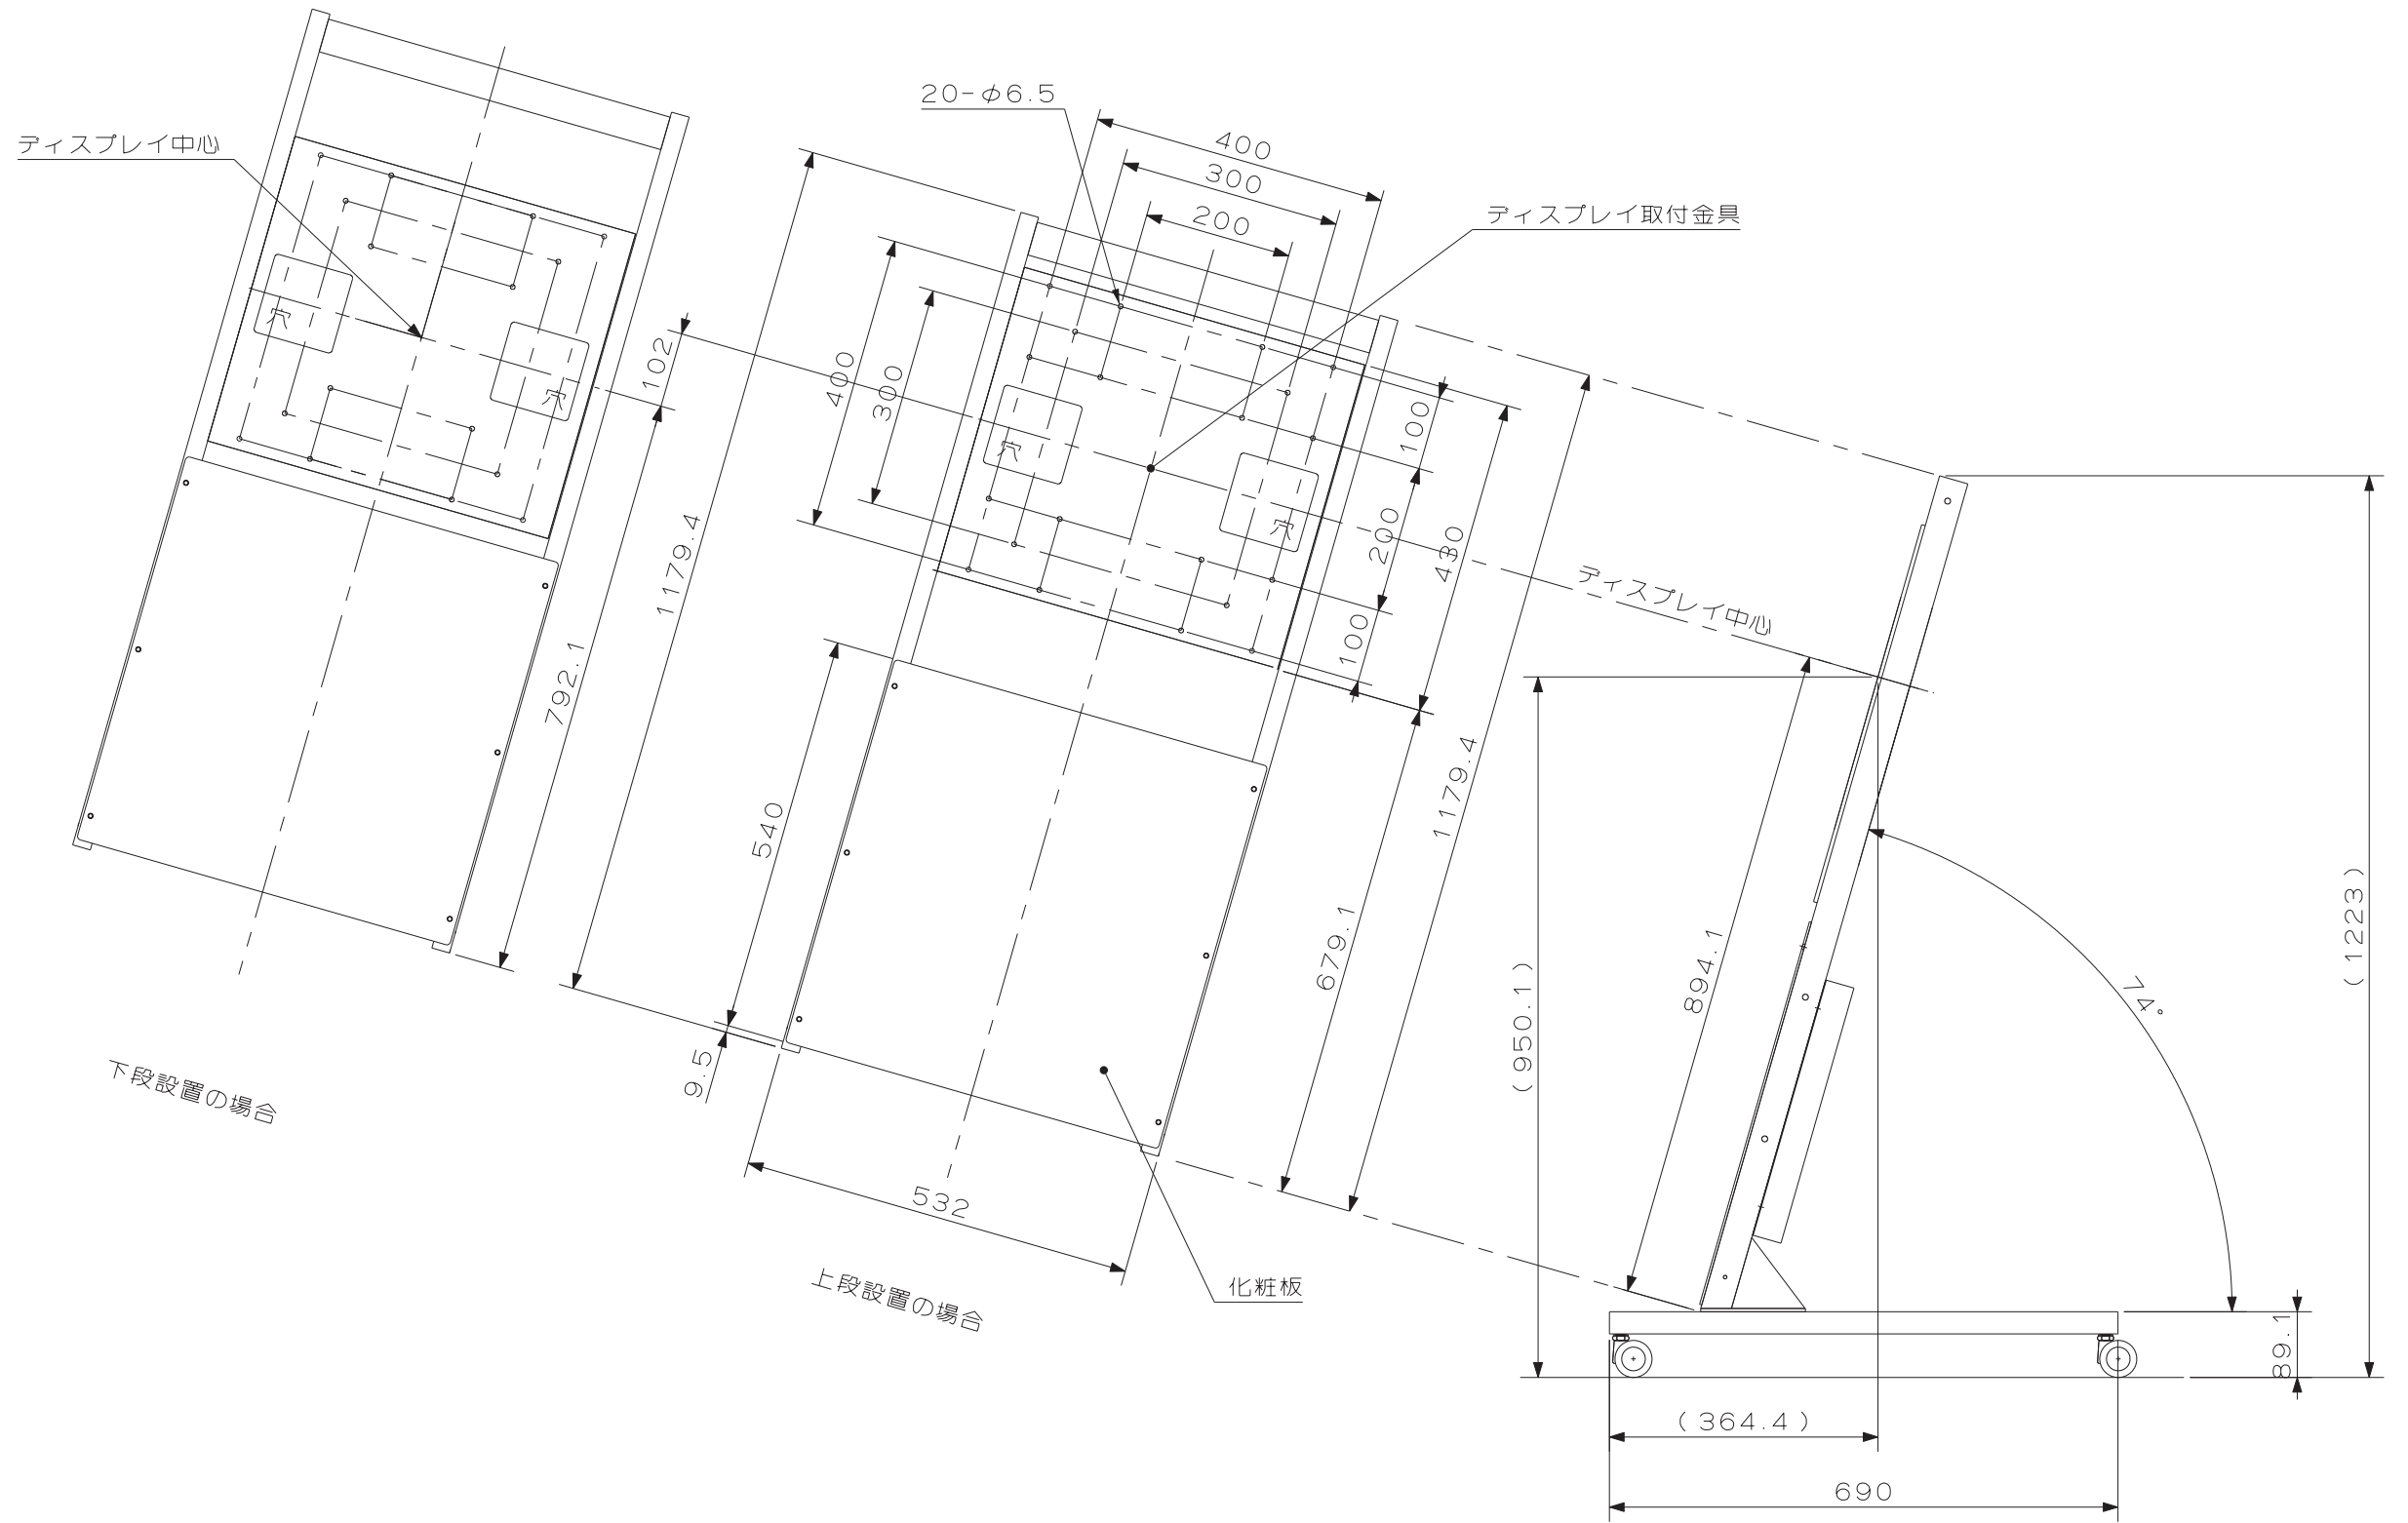 20-φ6.5
ディスプレイ中心
400
300
200
ディスプレイ取付金具
穴
穴
102
400
300
穴
穴
100
200
430
100
1179.4
792.1
ディスプレイ中心
540
679.1
1179.4
894.1
(950.1)
(1223)
74°
9.5
下段設置の場合
532
上段設置の場合
化粧板
89.1
(364.4)
690